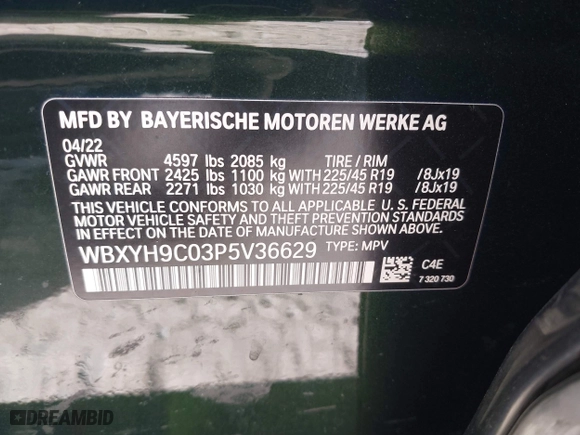 MFD BY BAYERISCHE MOTOREN WERKE AG
04/22
GVWR 4597 lbs 2085 kg TIRE / RIM
GAWR FRONT 2425 lbs 1100 kg WITH 225/45 R19 /8Jx19
GAWR REAR 2271 lbs 1030 kg WITH 225/45 R19 /8Jx19
THIS VEHICLE CONFORMS TO ALL APPLICABLE U. S. FEDERAL
MOTOR VEHICLE SAFETY AND THEFT PREVENTION STANDARDS
IN EFFECT ON THE DATE OF MANUFACTURE SHOWN ABOVE.
WBXYH9C03P5V36629 TYPE: MPV
C4E
7 320 730
DREAMBID